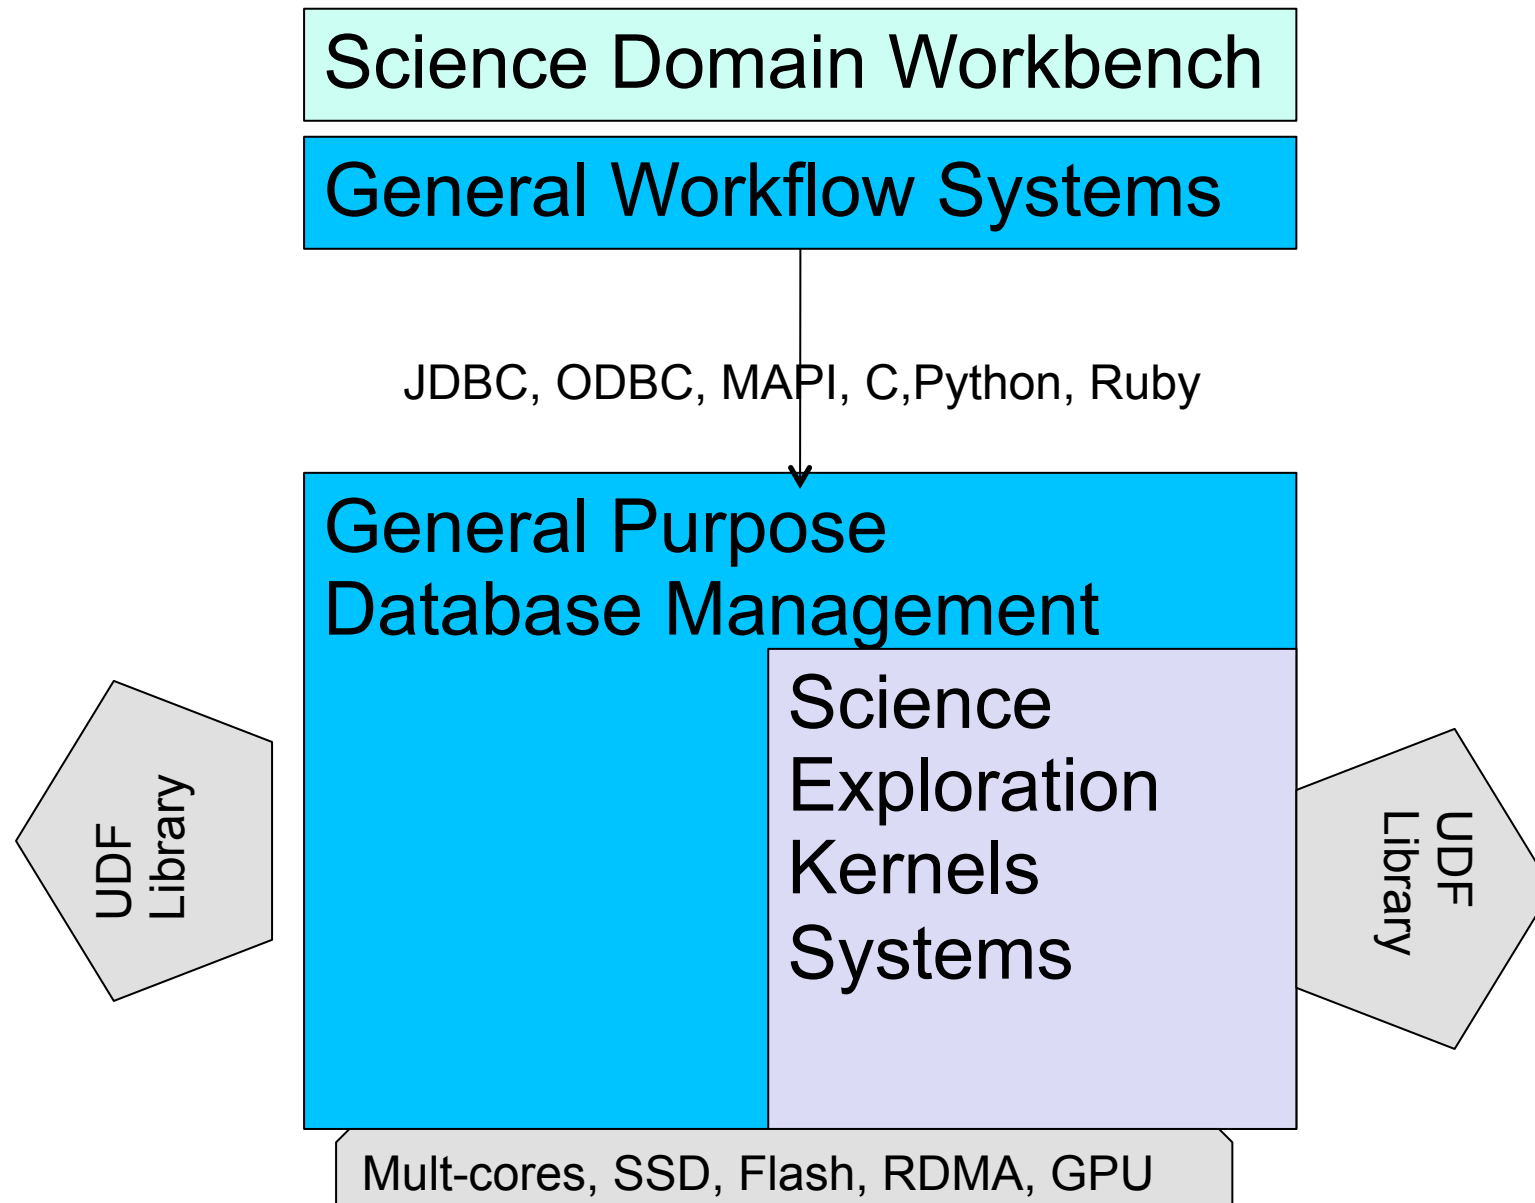 Science Domain Workbench
General Workflow Systems
JDBC, ODBC, MAPI, C,Python, Ruby
General Purpose
Database Management
Science
Exploration
Kernels
Systems
UDF
Library
UDF
Library
Mult-cores, SSD, Flash, RDMA, GPU